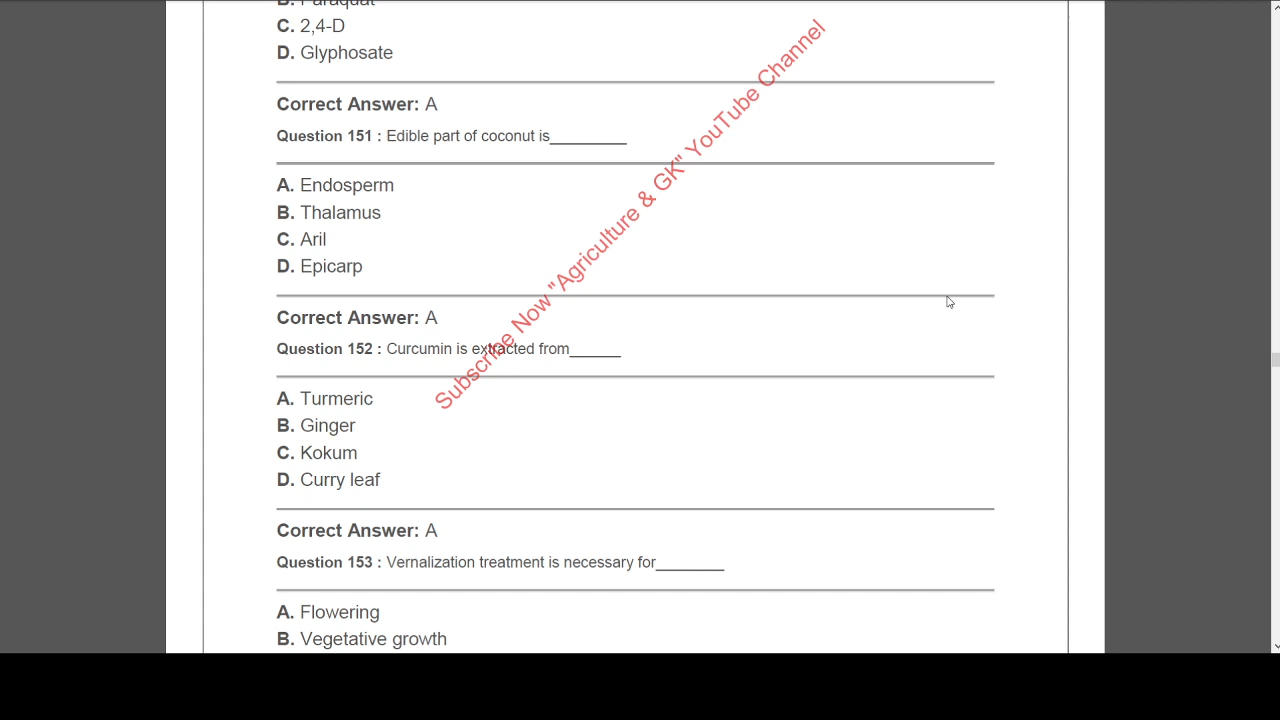 B. Paraquat
C. 2,4-D
D. Glyphosate
Correct Answer: A
Question 151 : Edible part of coconut is_________
A. Endosperm
B. Thalamus
C. Aril
D. Epicarp
Correct Answer: A
Question 152 : Curcumin is extracted from______
A. Turmeric
B. Ginger
C. Kokum
D. Curry leaf
Correct Answer: A
Question 153 : Vernalization treatment is necessary for________
A. Flowering
B. Vegetative growth
Subscribe Now "Agriculture & GK" YouTube Channel